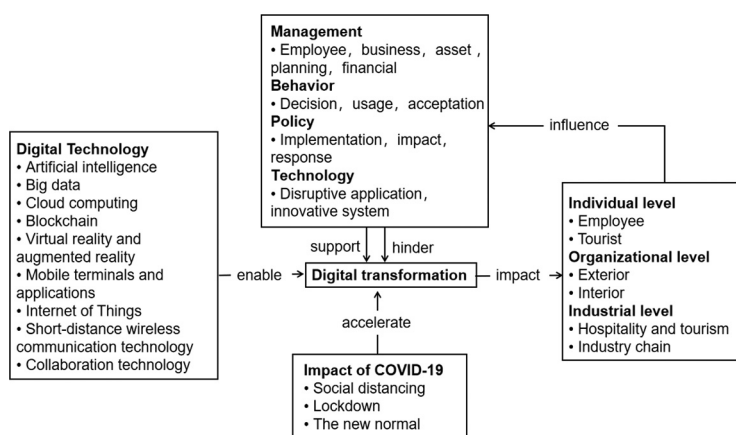 Management
• Employee, business, asset ,
planning, financial
Behavior
• Decision, usage, acceptation
Policy
• Implementation, impact,
response
Technology
• Disruptive application,
innovative system
influence
Digital Technology
• Artificial intelligence
• Big data
• Cloud computing
• Blockchain
• Virtual reality and
augmented reality
• Mobile terminals and
applications
• Internet of Things
• Short-distance wireless
communication technology
• Collaboration technology
Individual level
• Employee
• Tourist
Organizational level
• Exterior
• Interior
Industrial level
• Hospitality and tourism
• Industry chain
support
hinder
enable
Digital transformation
impact
accelerate
Impact of COVID-19
• Social distancing
• Lockdown
• The new normal